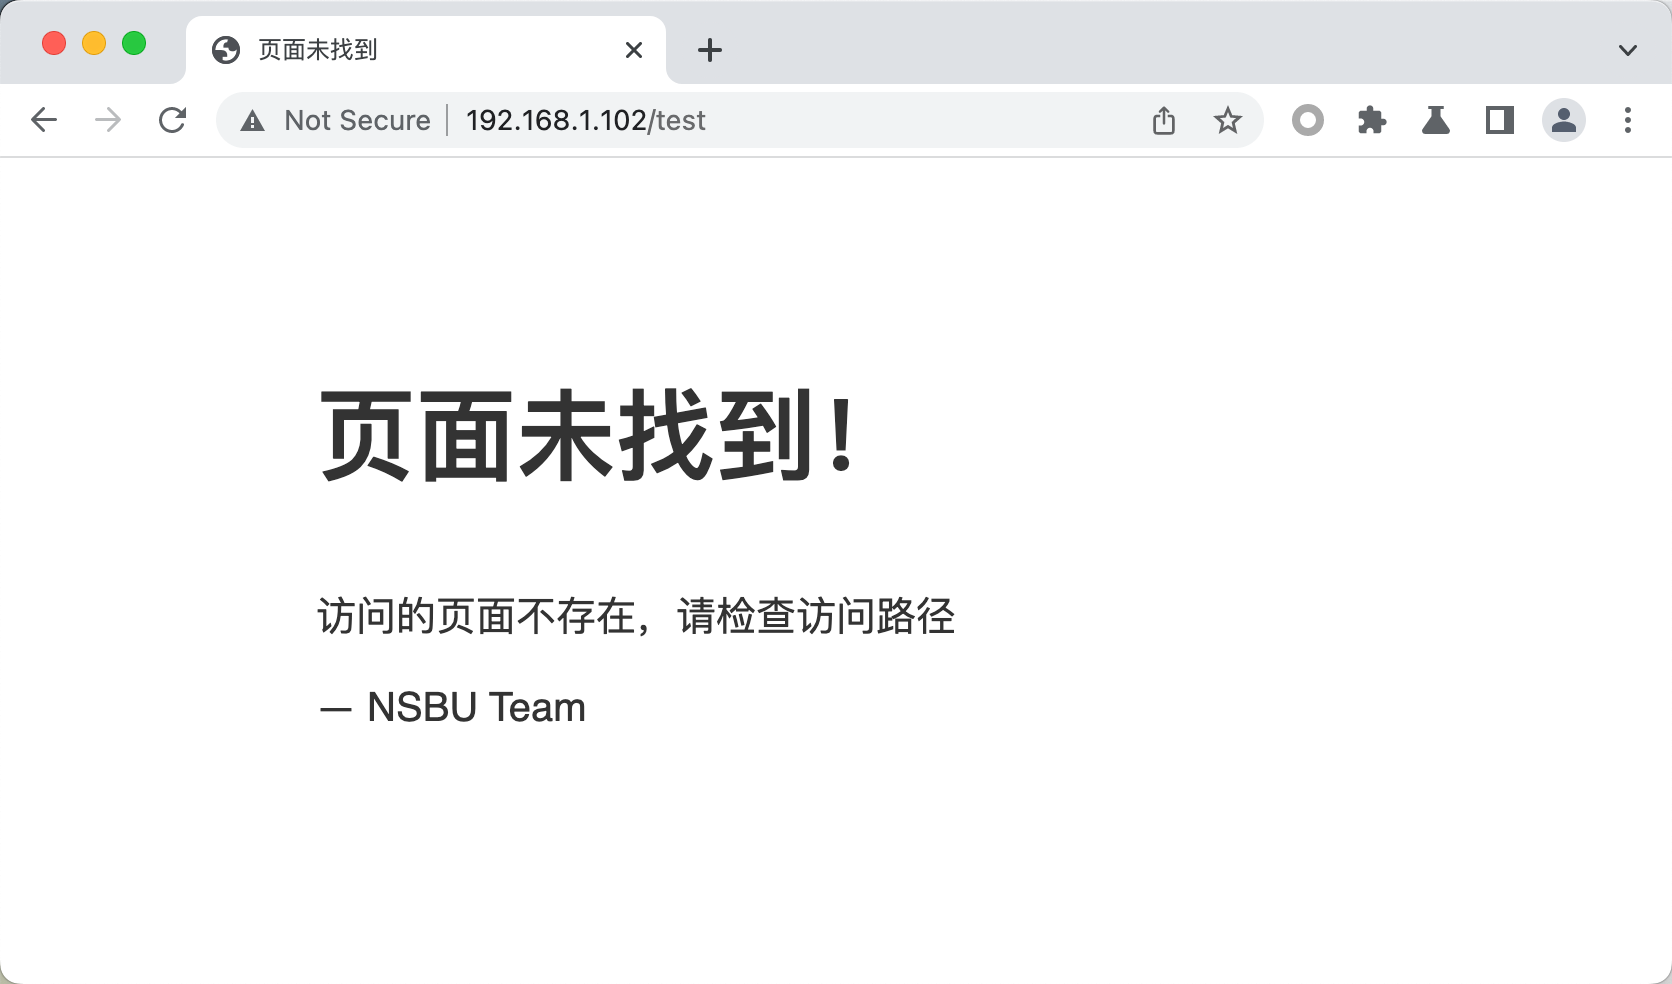 页面未找到
Not Secure
192.168.1.102/test
页面未找到！
访问的页面不存在，请检查访问路径
— NSBU Team